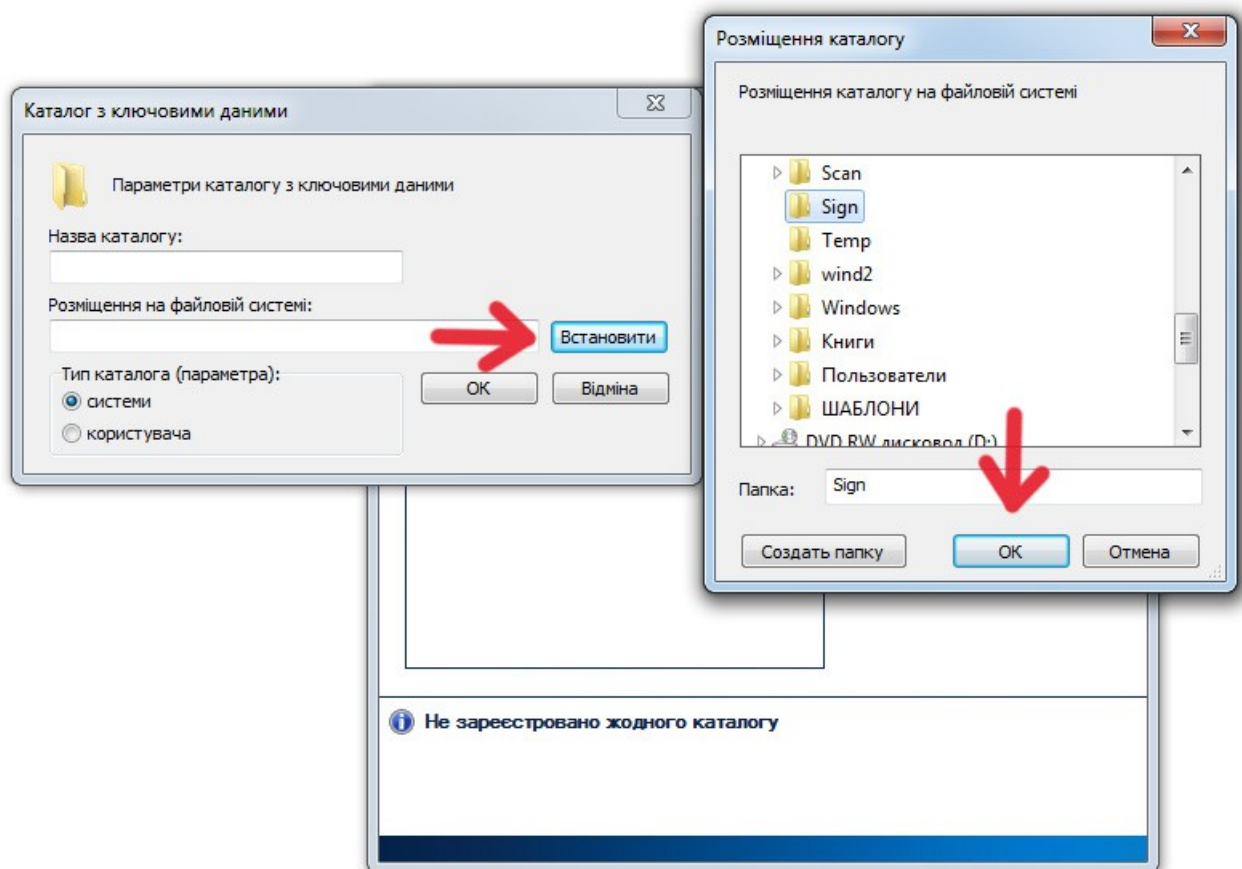 Каталог з ключовими даними
Параметри каталогу з ключовими даними
Назва каталогу:
Розміщення на файловій системі:
Встановити
Тип каталога (параметра):
системи
користувача
ОК
Відміна
Розміщення каталогу
Розміщення каталогу на файловій системі
Scan
Sign
Temp
wind2
Windows
Книги
Пользователи
ШАБЛОНИ
DVD RW дисковод (D:)
Папка:
Sign
Создать папку
ОК
Отмена
Не зареєстровано жодного каталогу